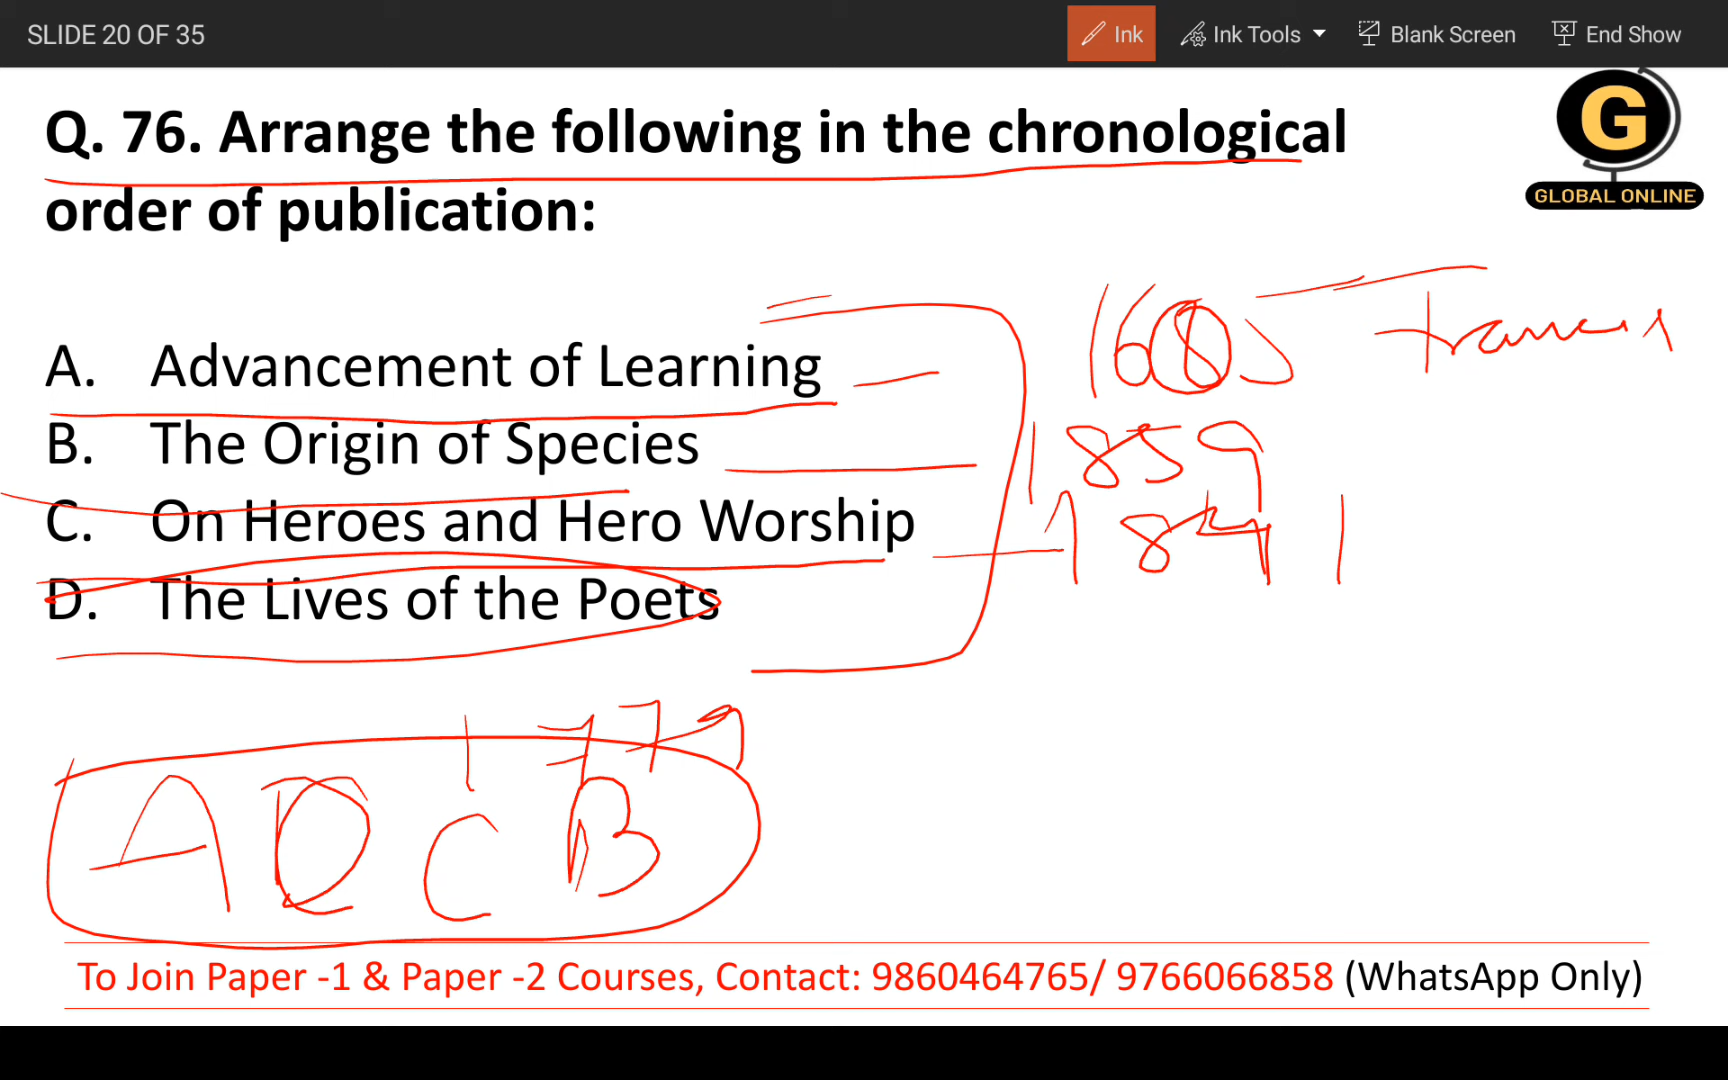 SLIDE 20 OF 35
Ink
Ink Tools
Blank Screen
End Show
Q. 76. Arrange the following in the chronological
order of publication:
G
GLOBAL ONLINE
A. Advancement of Learning
B. The Origin of Species
C. On Heroes and Hero Worship
D. The Lives of the Poets
1605 Francis
1859
1841
1779
A D C B
To Join Paper -1 & Paper -2 Courses, Contact: 9860464765/ 9766066858 (WhatsApp Only)